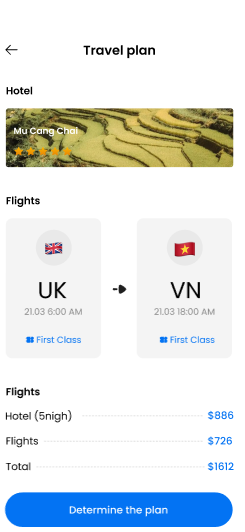 Travel plan
Hotel
Mu Cang Chai
Flights
UK
21.03 6:00 AM
First Class
VN
21.03 18:00 AM
First Class
Flights
Hotel (5nigh) $886
Flights $726
Total $1612
Determine the plan